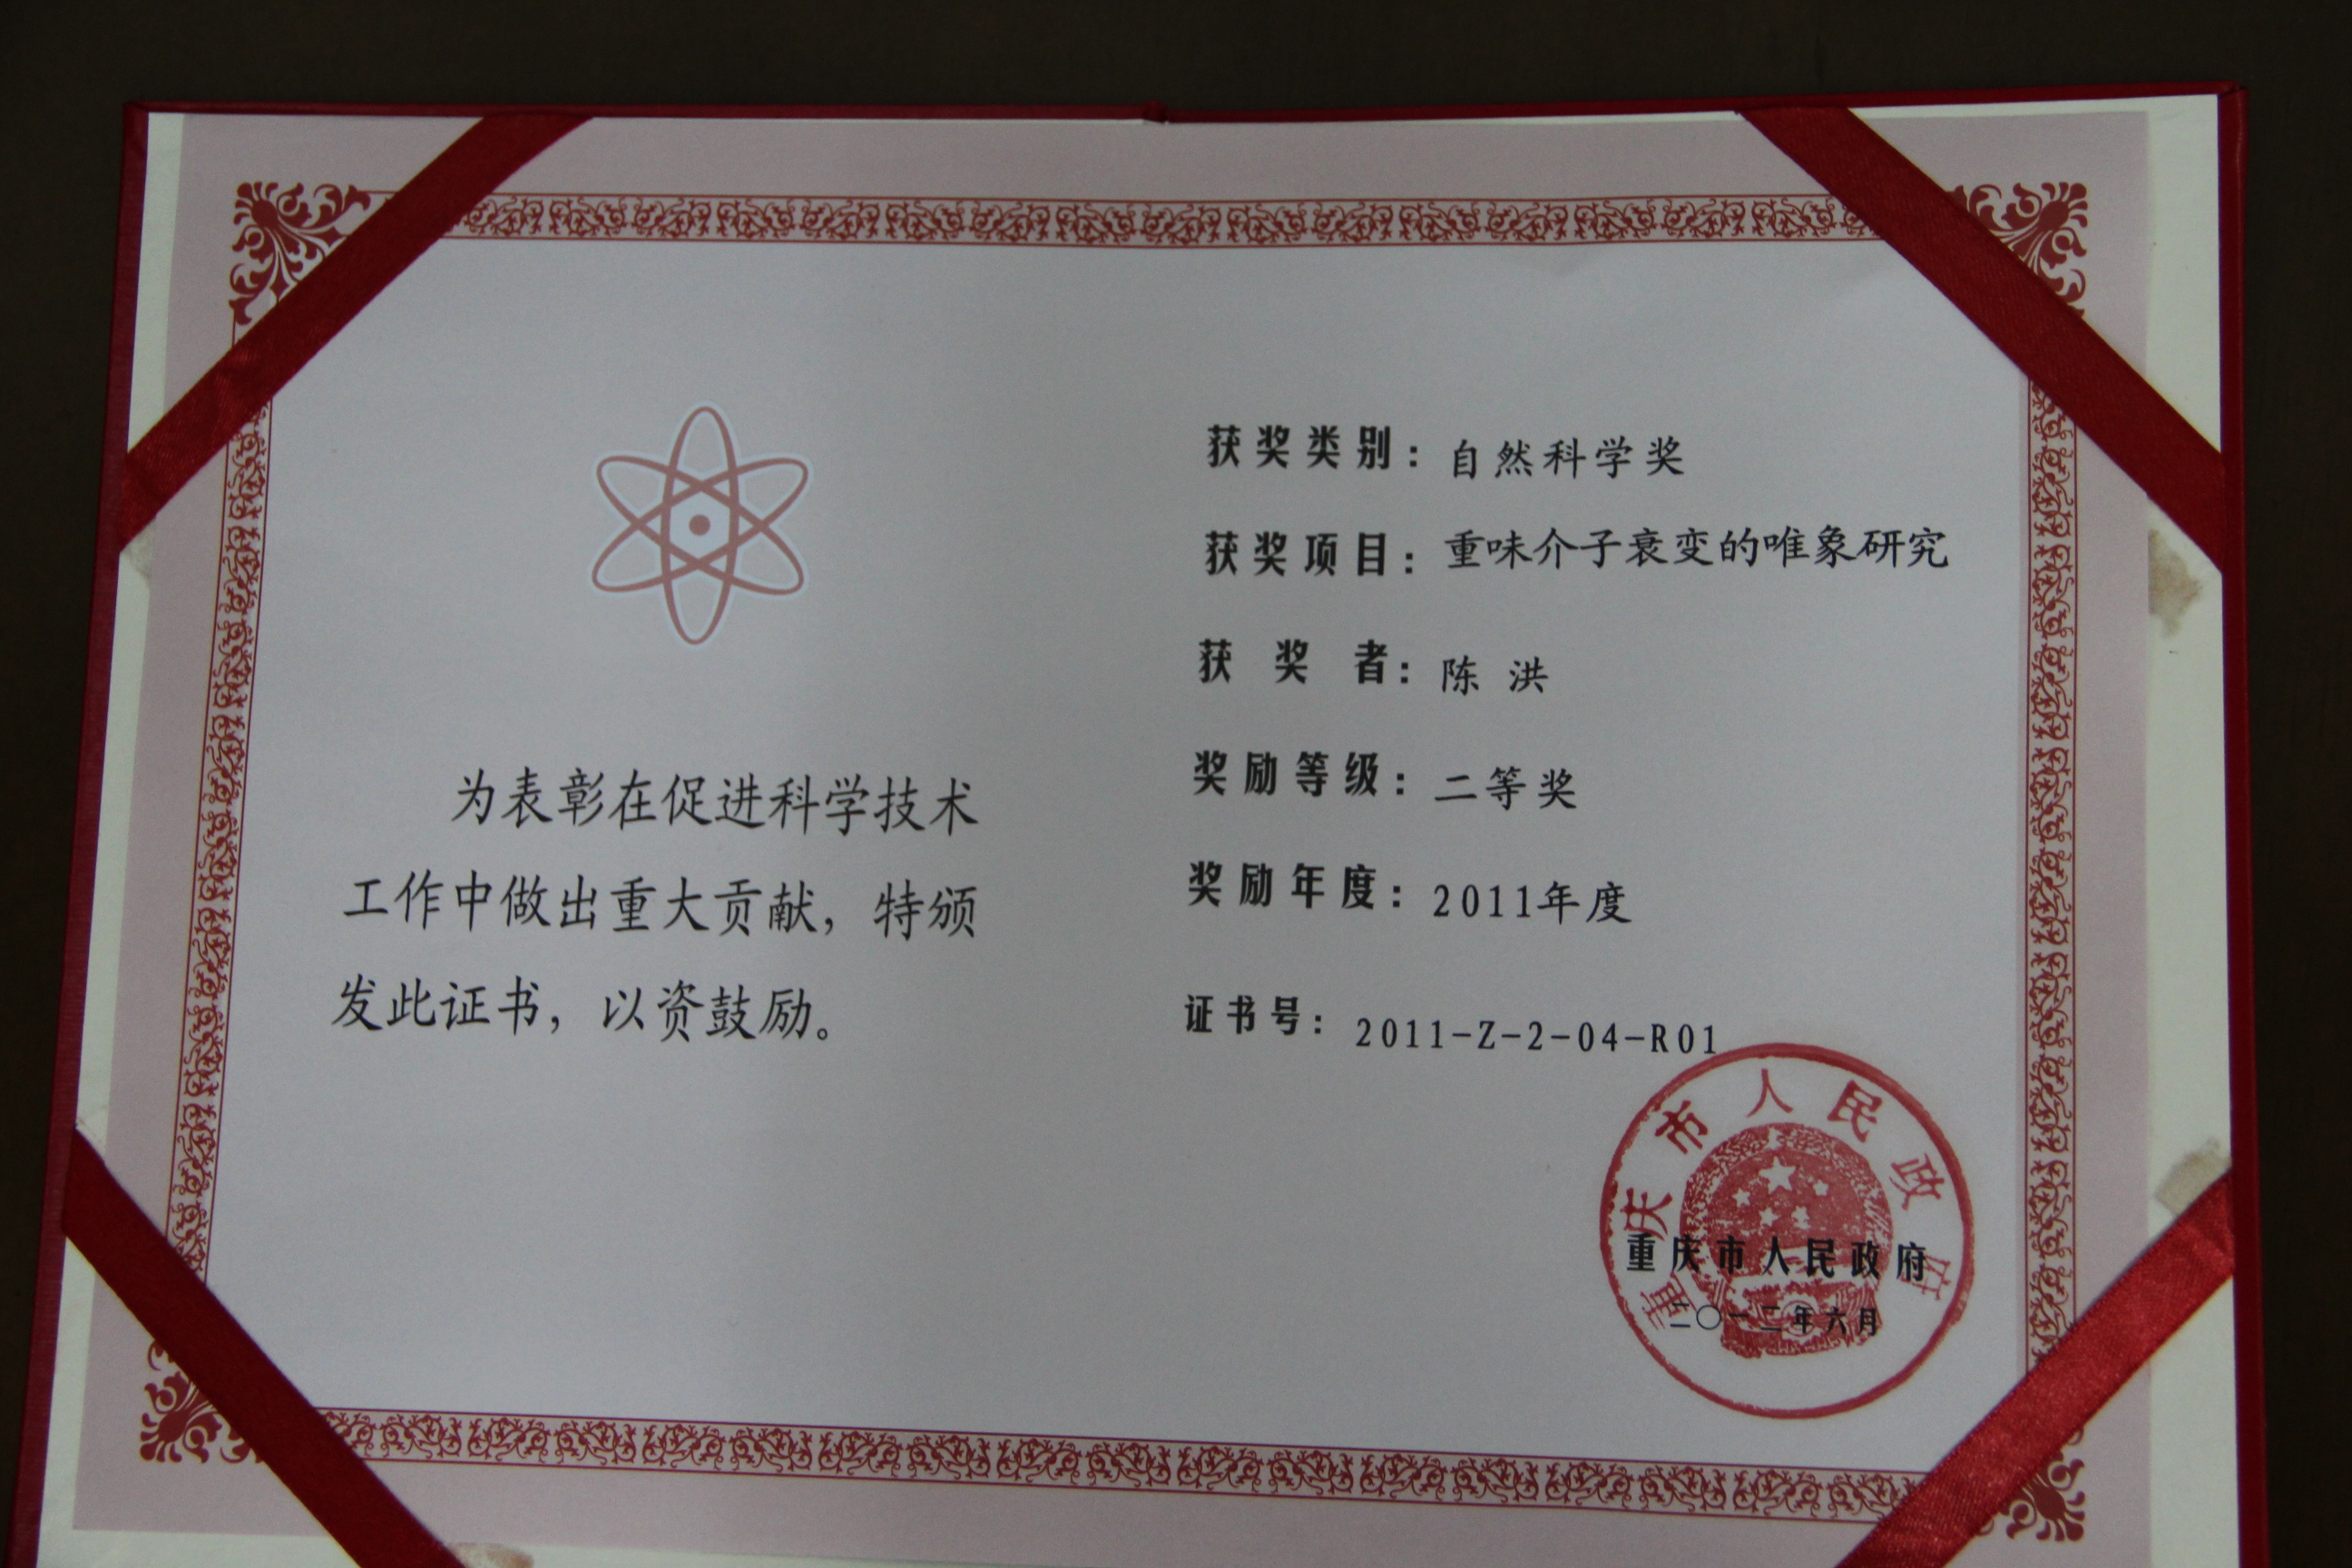 为表彰在促进科学技术
工作中做出重大贡献，特颁
发此证书，以资鼓励。
获奖类别：自然科学奖
获奖项目：重味介子衰变的唯象研究
获奖者：陈洪
奖励等级：二等奖
奖励年度：2011年度
证书号：2011-Z-2-04-R01
重庆市人民政府
重庆市人民政府
二〇一二年六月